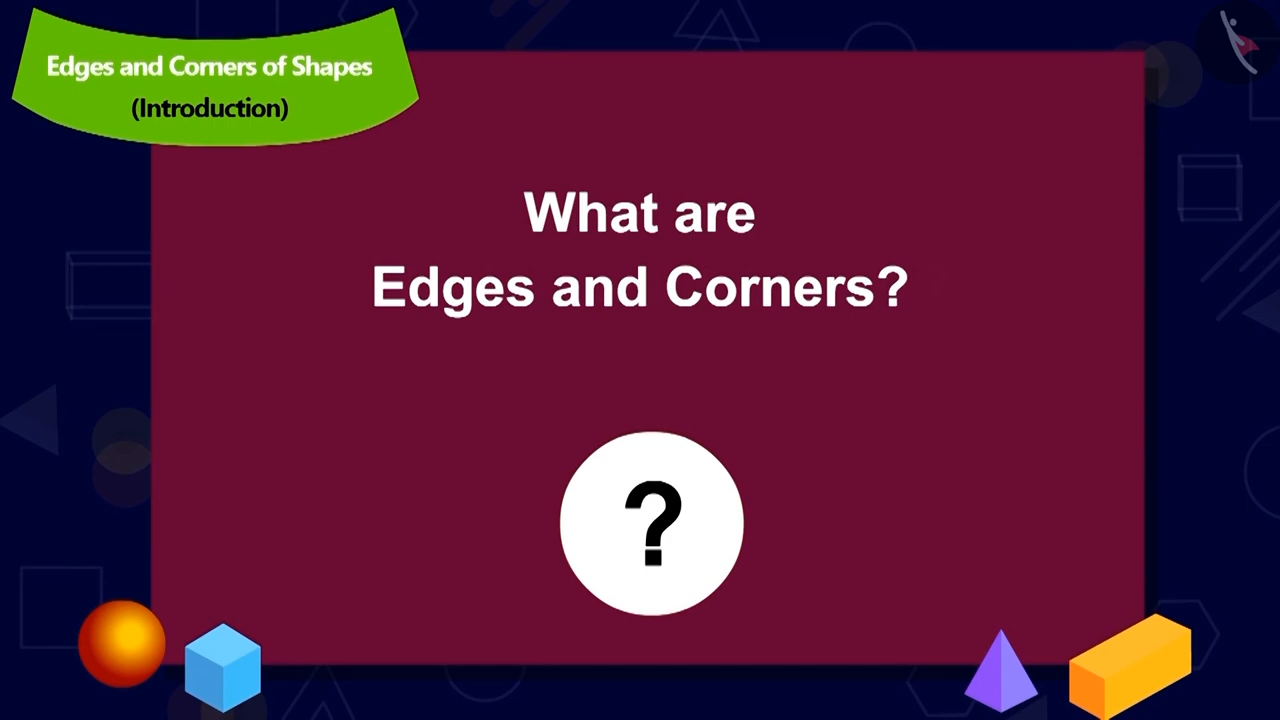 Edges and Corners of Shapes
(Introduction)
What are
Edges and Corners?
?